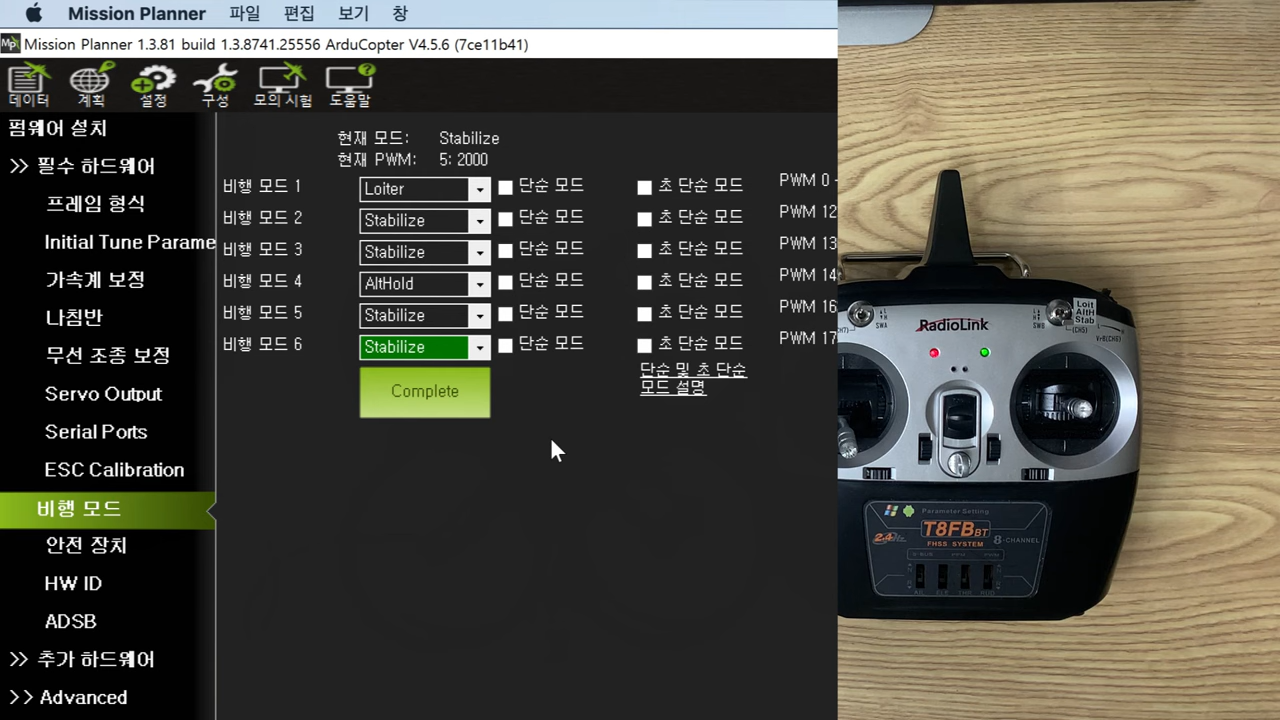 Mission Planner 파일 편집 보기 창
Mission Planner 1.3.81 build 1.3.8741.25556 ArduCopter V4.5.6 (7ce11b41)
데이터 계획 설정 구성 모의 시험 도움말
펌웨어 설치
>> 필수 하드웨어
프레임 형식
Initial Tune Parame
가속계 보정
나침반
무선 조종 보정
Servo Output
Serial Ports
ESC Calibration
비행 모드
안전 장치
HW ID
ADSB
>> 추가 하드웨어
>> Advanced
현재 모드: Stabilize
현재 PWM: 5: 2000
비행 모드 1 Loiter 단순 모드 초 단순 모드 PWM 0 -
비행 모드 2 Stabilize 단순 모드 초 단순 모드 PWM 12
비행 모드 3 Stabilize 단순 모드 초 단순 모드 PWM 13
비행 모드 4 AltHold 단순 모드 초 단순 모드 PWM 14
비행 모드 5 Stabilize 단순 모드 초 단순 모드 PWM 16
비행 모드 6 Stabilize 단순 모드 초 단순 모드 PWM 17
Complete
단순 및 초 단순
모드 설명
Loit
AltH
Stab
SWA
SWB
(CH5)
VrB(CH6)
RadioLink
Parameter Setting
T8FB BT
2.4GHz
FHSS SYSTEM
8-CHANNEL